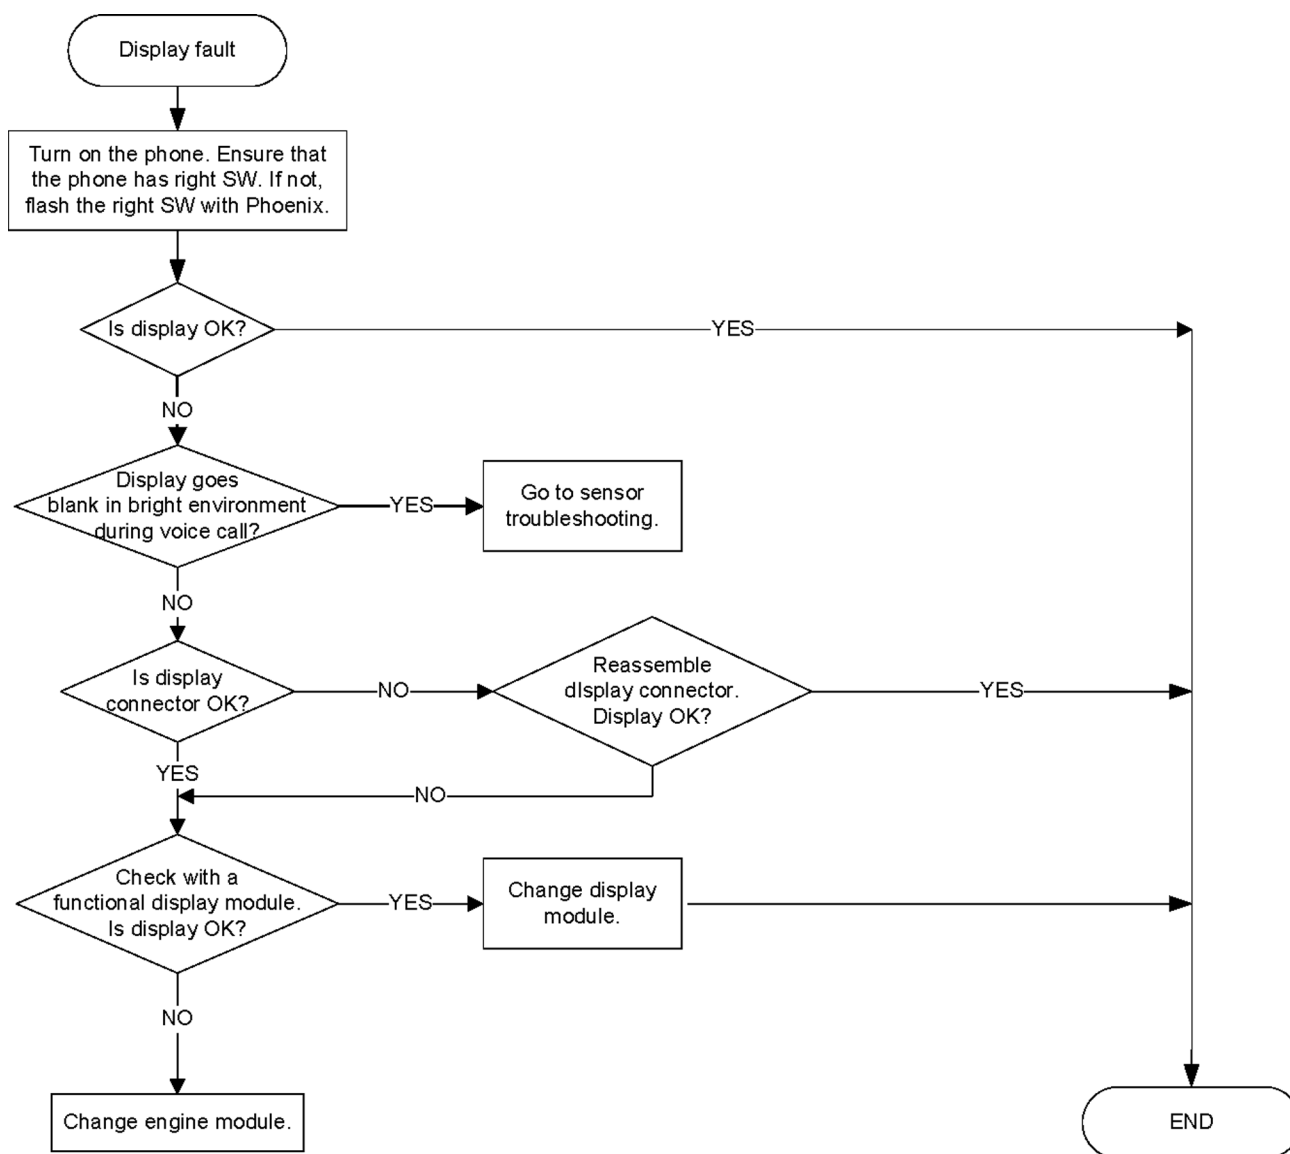 Display fault
Turn on the phone. Ensure that
the phone has right SW. If not,
flash the right SW with Phoenix.
Is display OK?
YES
NO
Display goes
blank in bright environment
during voice call?
YES
Go to sensor
troubleshooting.
NO
Is display
connector OK?
NO
Reassemble
dIsplay connector.
Display OK?
YES
YES
NO
Check with a
functional display module.
Is display OK?
YES
Change display
module.
NO
Change engine module.
END